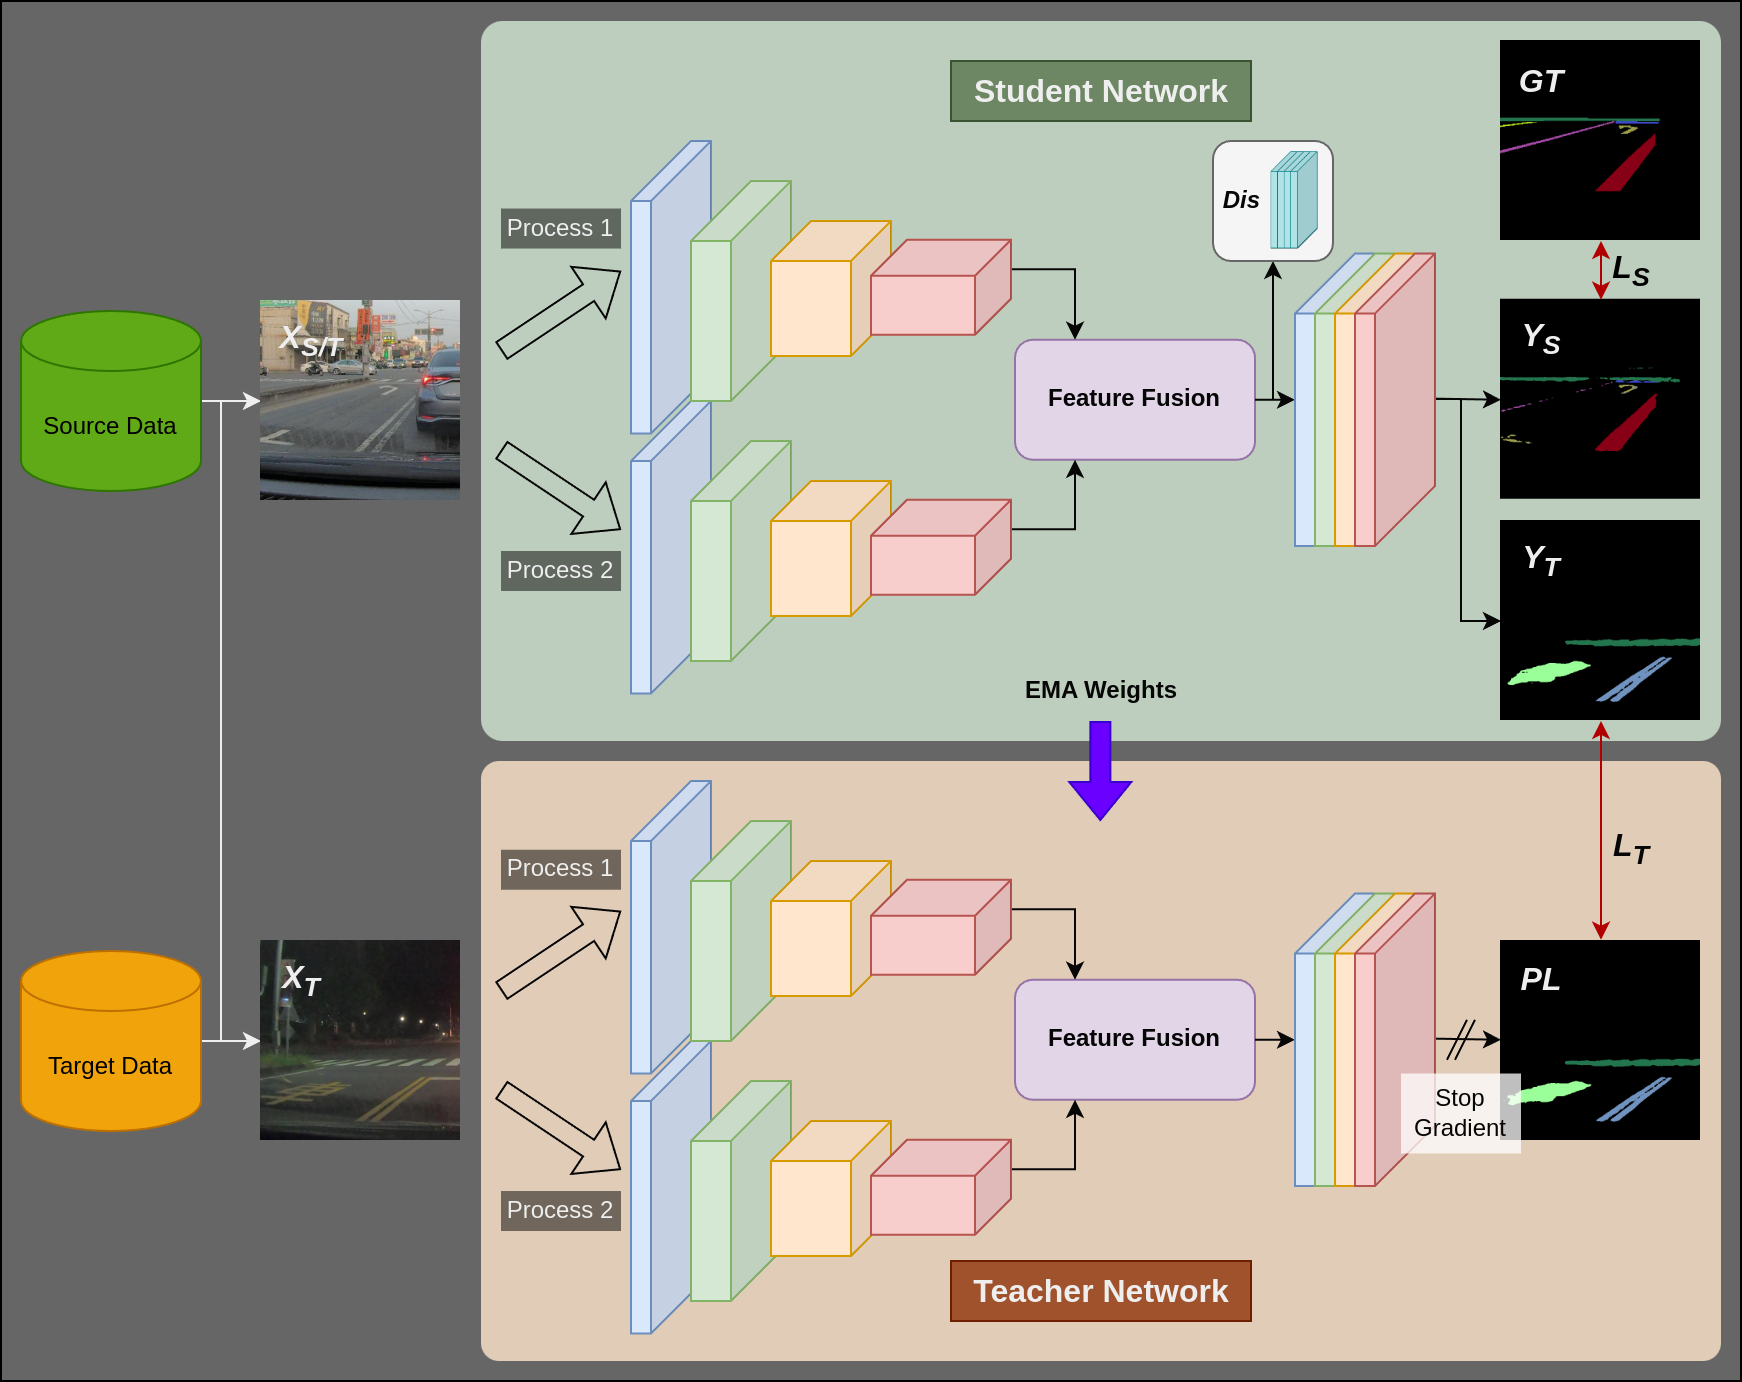 Student Network
GT
Dis
Process 1
L_S
X_S/T
Y_S
Source Data
Feature Fusion
Process 2
Y_T
EMA Weights
L_T
Process 1
X_T
PL
Target Data
Feature Fusion
Stop
Gradient
Process 2
Teacher Network